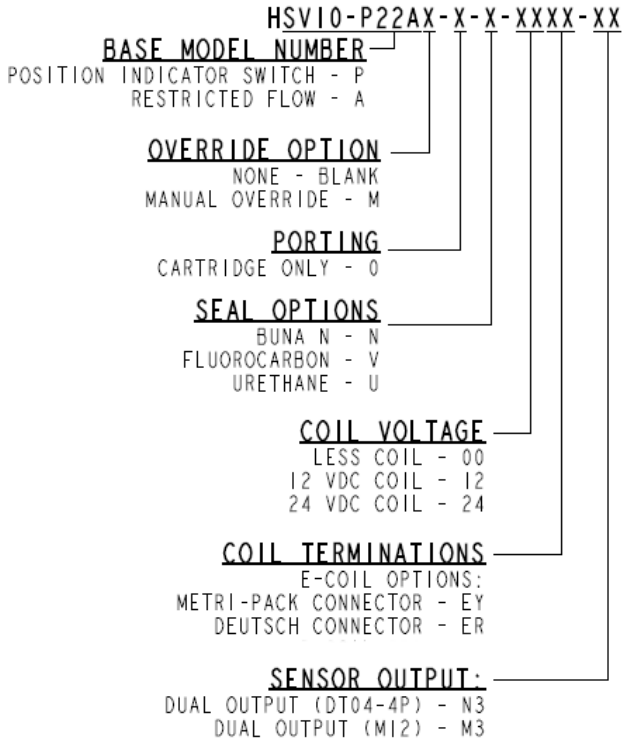 HSV10-P22AX-X-X-XXXX-XX
BASE MODEL NUMBER
POSITION INDICATOR SWITCH - P
RESTRICTED FLOW - A
OVERRIDE OPTION
NONE - BLANK
MANUAL OVERRIDE - M
PORTING
CARTRIDGE ONLY - 0
SEAL OPTIONS
BUNA N - N
FLUOROCARBON - V
URETHANE - U
COIL VOLTAGE
LESS COIL - 00
12 VDC COIL - 12
24 VDC COIL - 24
COIL TERMINATIONS
E-COIL OPTIONS:
METRI-PACK CONNECTOR - EY
DEUTSCH CONNECTOR - ER
SENSOR OUTPUT:
DUAL OUTPUT (DT04-4P) - N3
DUAL OUTPUT (M12) - M3